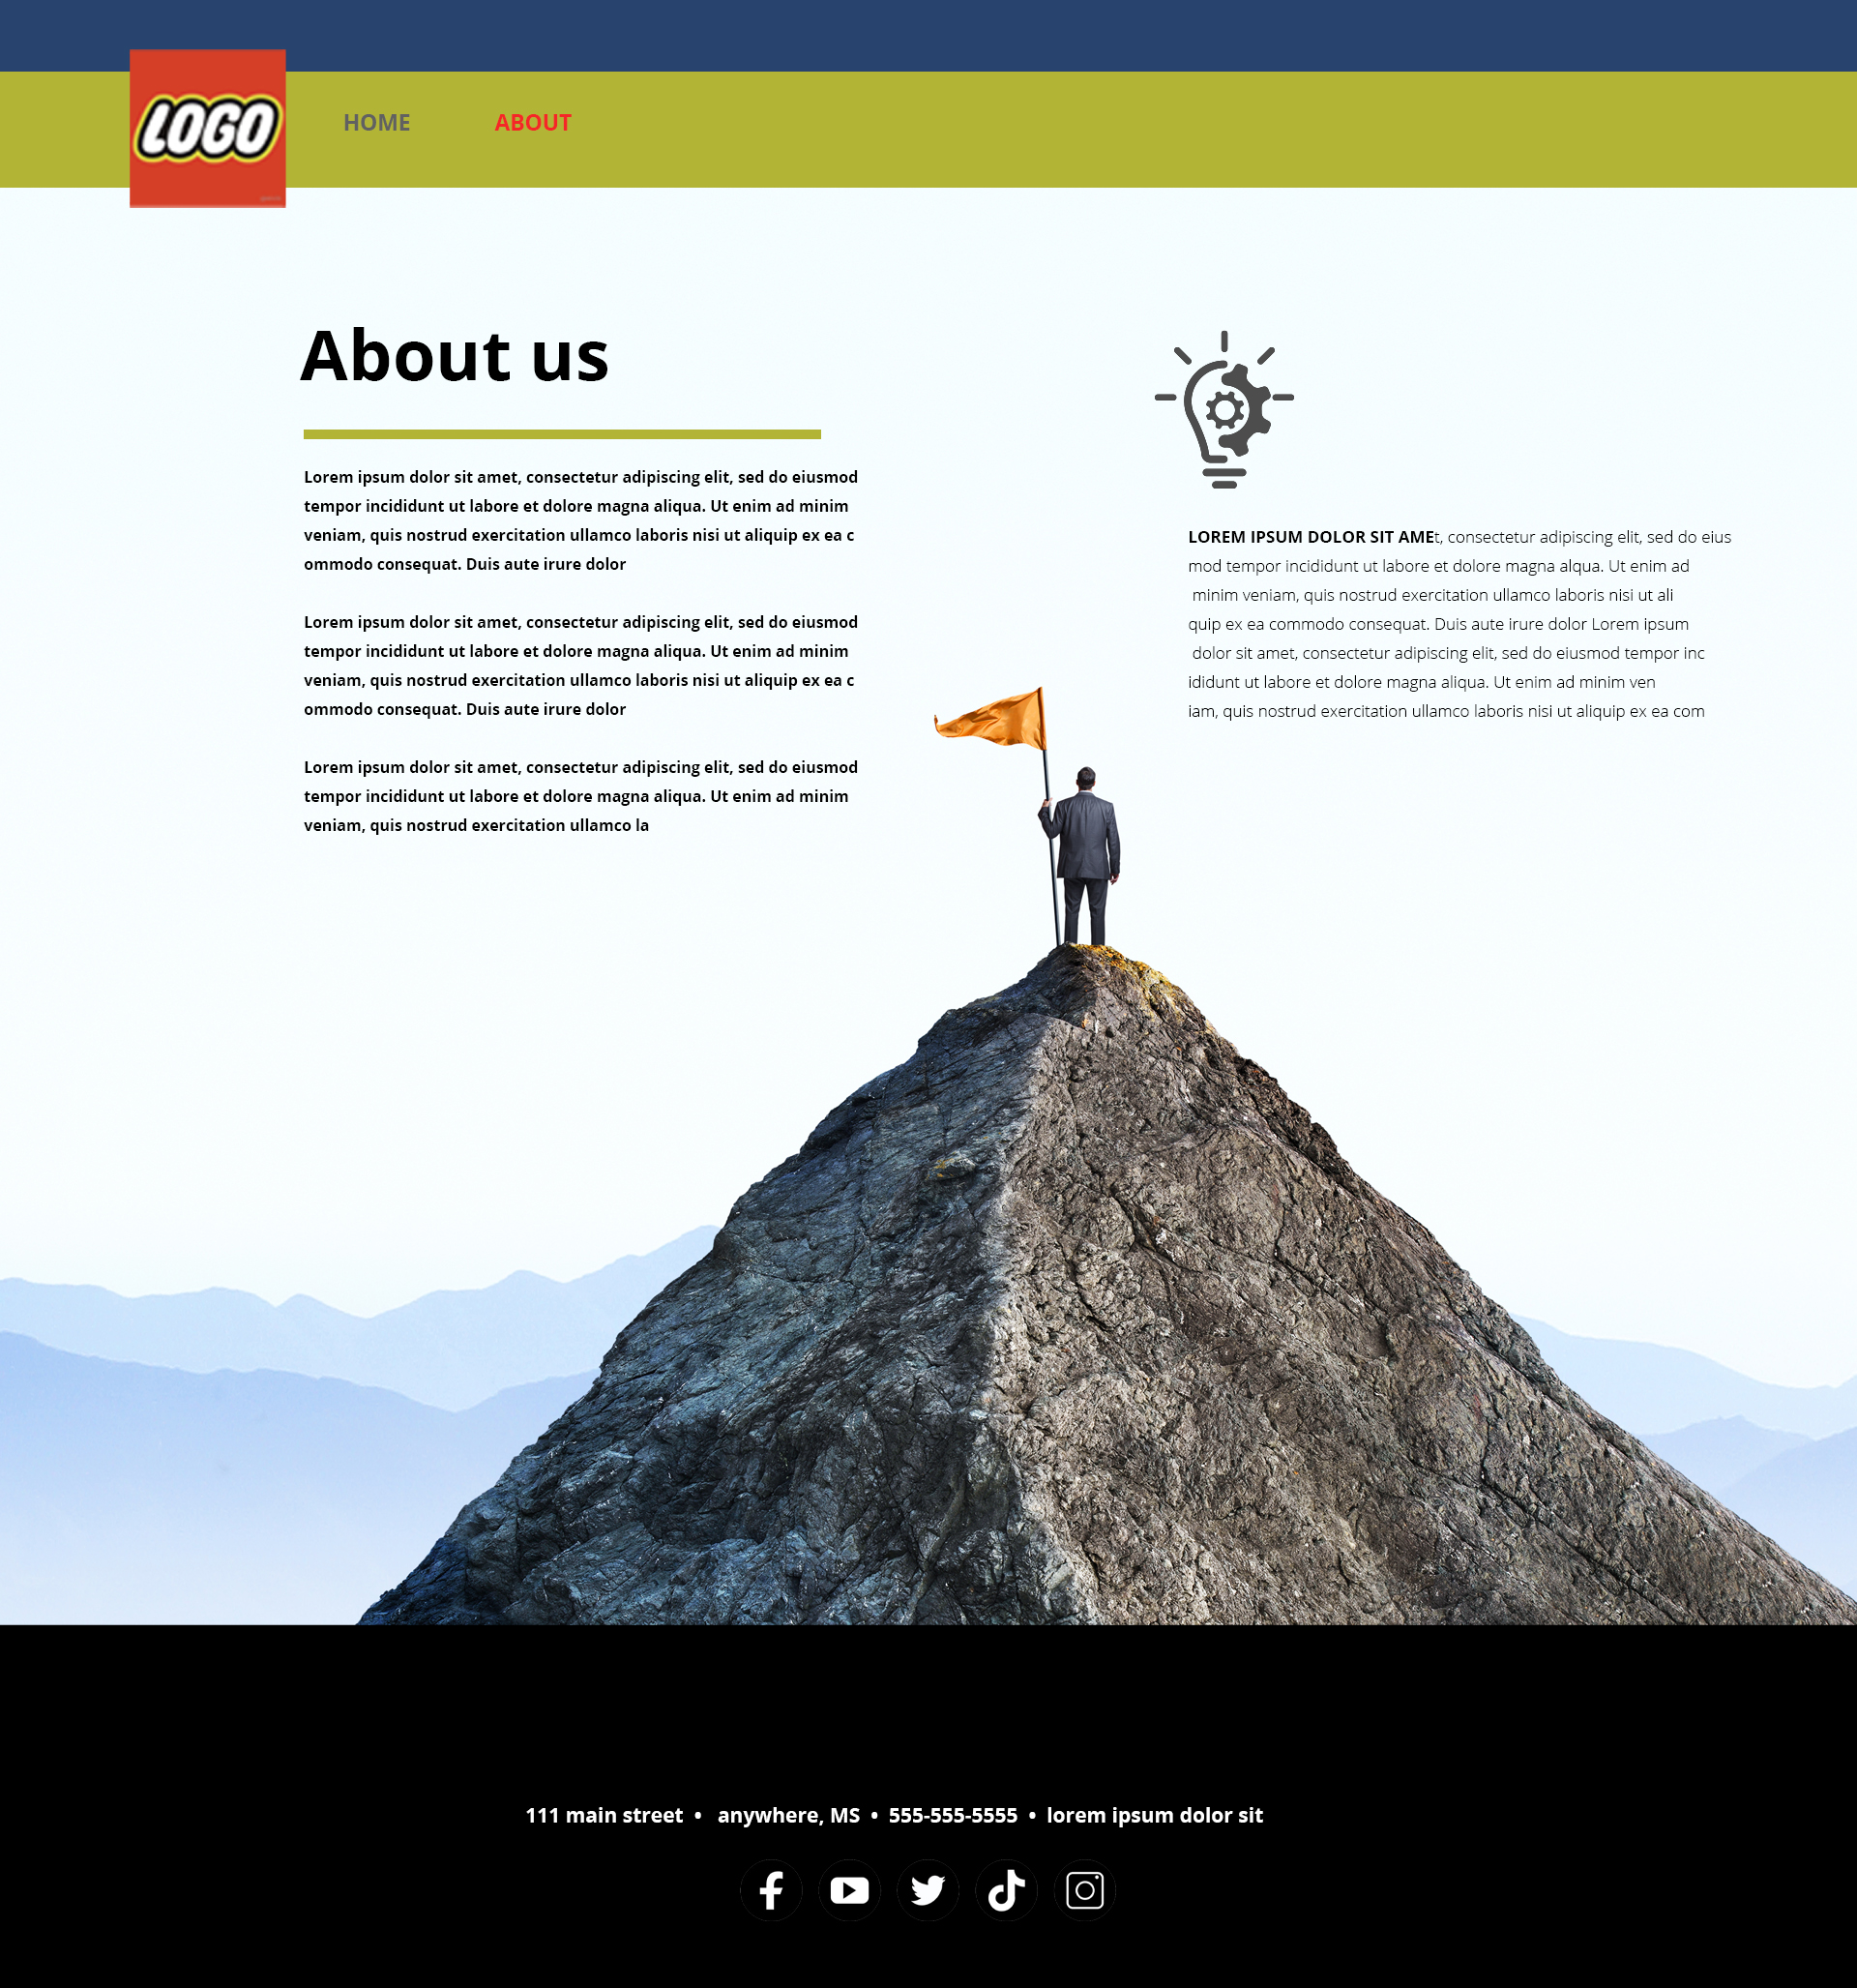 LOGO
HOME
ABOUT
About us
Lorem ipsum dolor sit amet, consectetur adipiscing elit, sed do eiusmod
tempor incididunt ut labore et dolore magna aliqua. Ut enim ad minim
veniam, quis nostrud exercitation ullamco laboris nisi ut aliquip ex ea c
ommodo consequat. Duis aute irure dolor
Lorem ipsum dolor sit amet, consectetur adipiscing elit, sed do eiusmod
tempor incididunt ut labore et dolore magna aliqua. Ut enim ad minim
veniam, quis nostrud exercitation ullamco laboris nisi ut aliquip ex ea c
ommodo consequat. Duis aute irure dolor
Lorem ipsum dolor sit amet, consectetur adipiscing elit, sed do eiusmod
tempor incididunt ut labore et dolore magna aliqua. Ut enim ad minim
veniam, quis nostrud exercitation ullamco la
LOREM IPSUM DOLOR SIT AMEt, consectetur adipiscing elit, sed do eius
mod tempor incididunt ut labore et dolore magna alqua. Ut enim ad
minim veniam, quis nostrud exercitation ullamco laboris nisi ut ali
quip ex ea commodo consequat. Duis aute irure dolor Lorem ipsum
dolor sit amet, consectetur adipiscing elit, sed do eiusmod tempor inc
ididunt ut labore et dolore magna aliqua. Ut enim ad minim ven
iam, quis nostrud exercitation ullamco laboris nisi ut aliquip ex ea com
111 main street • anywhere, MS • 555-555-5555 • lorem ipsum dolor sit